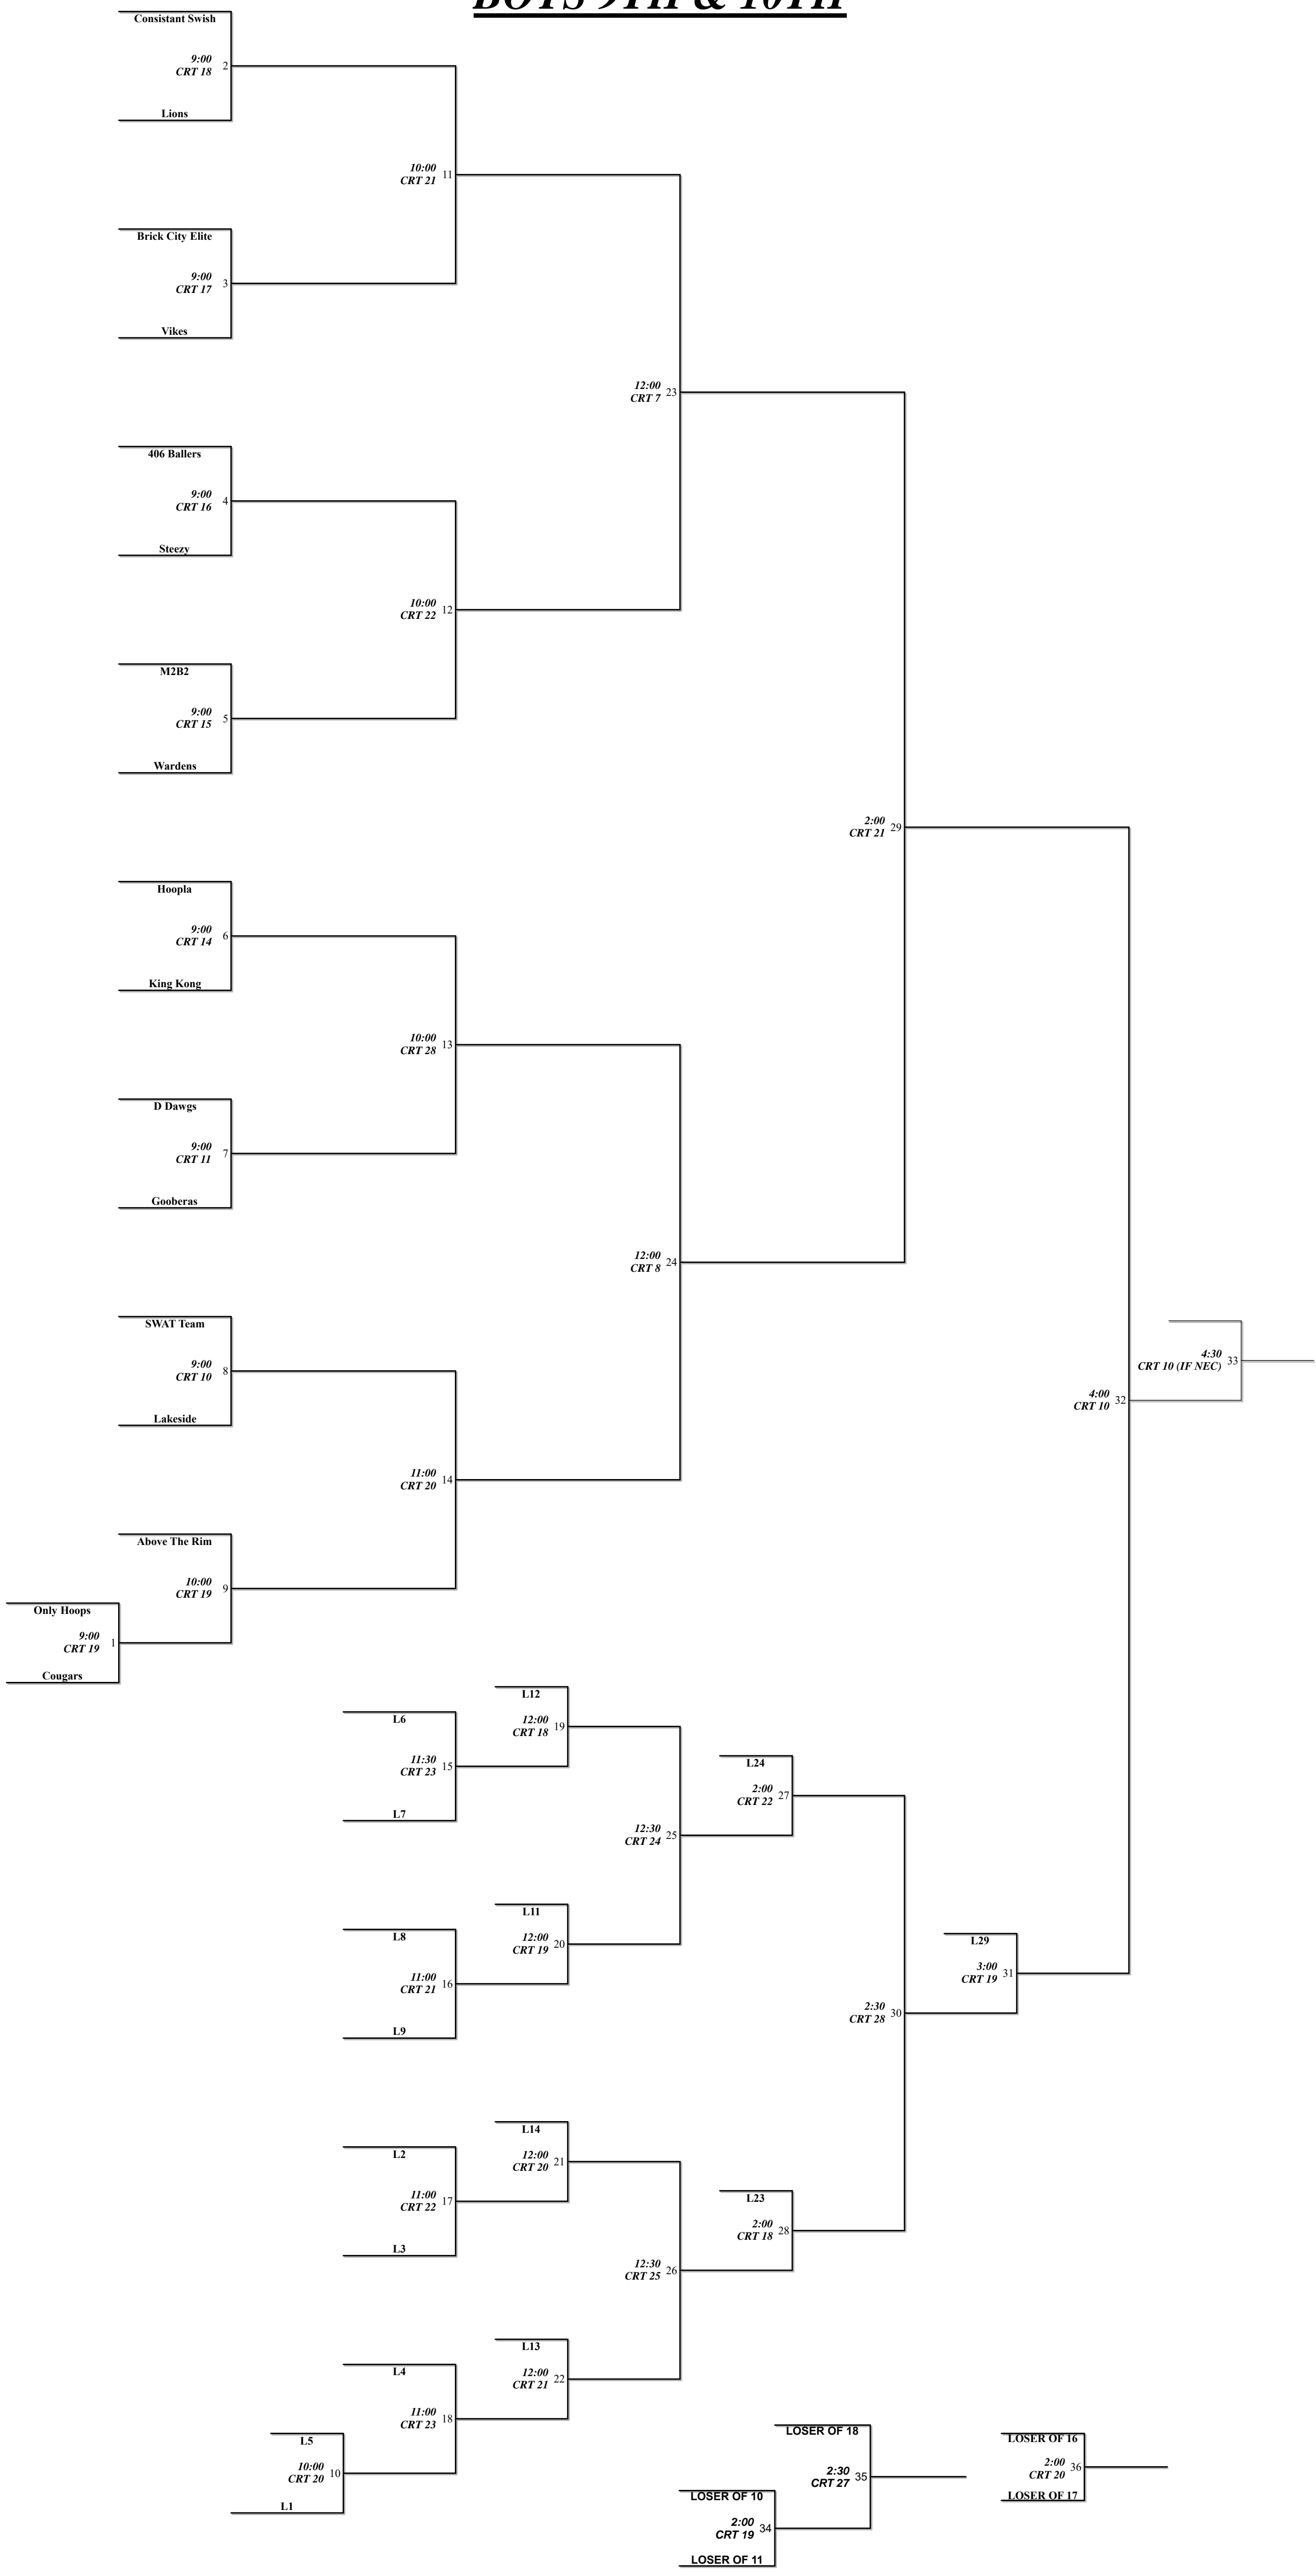 BOYS 9TH & 10TH
Consistant Swish
9:00
CRT 18
2
Lions
10:00
CRT 21
11
Brick City Elite
9:00
CRT 17
3
Vikes
12:00
CRT 7
23
406 Ballers
9:00
CRT 16
4
Steezy
10:00
CRT 22
12
M2B2
9:00
CRT 15
5
Wardens
2:00
CRT 21
29
Hoopla
9:00
CRT 14
6
King Kong
10:00
CRT 28
13
D Dawgs
9:00
CRT 11
7
Gooberas
12:00
CRT 8
24
SWAT Team
9:00
CRT 10
8
Lakeside
4:30
CRT 10 (IF NEC)
33
4:00
CRT 10
32
11:00
CRT 20
14
Above The Rim
10:00
CRT 19
9
Only Hoops
9:00
CRT 19
1
Cougars
L12
12:00
CRT 18
19
L6
11:30
CRT 23
15
L7
L24
2:00
CRT 22
27
12:30
CRT 24
25
L11
12:00
CRT 19
20
L8
11:00
CRT 21
16
L9
L29
3:00
CRT 19
31
2:30
CRT 28
30
L14
12:00
CRT 20
21
L2
11:00
CRT 22
17
L3
L23
2:00
CRT 18
28
12:30
CRT 25
26
L13
12:00
CRT 21
22
L4
11:00
CRT 23
18
L5
10:00
CRT 20
10
L1
LOSER OF 18
2:30
CRT 27
35
LOSER OF 10
2:00
CRT 19
34
LOSER OF 11
LOSER OF 16
2:00
CRT 20
36
LOSER OF 17